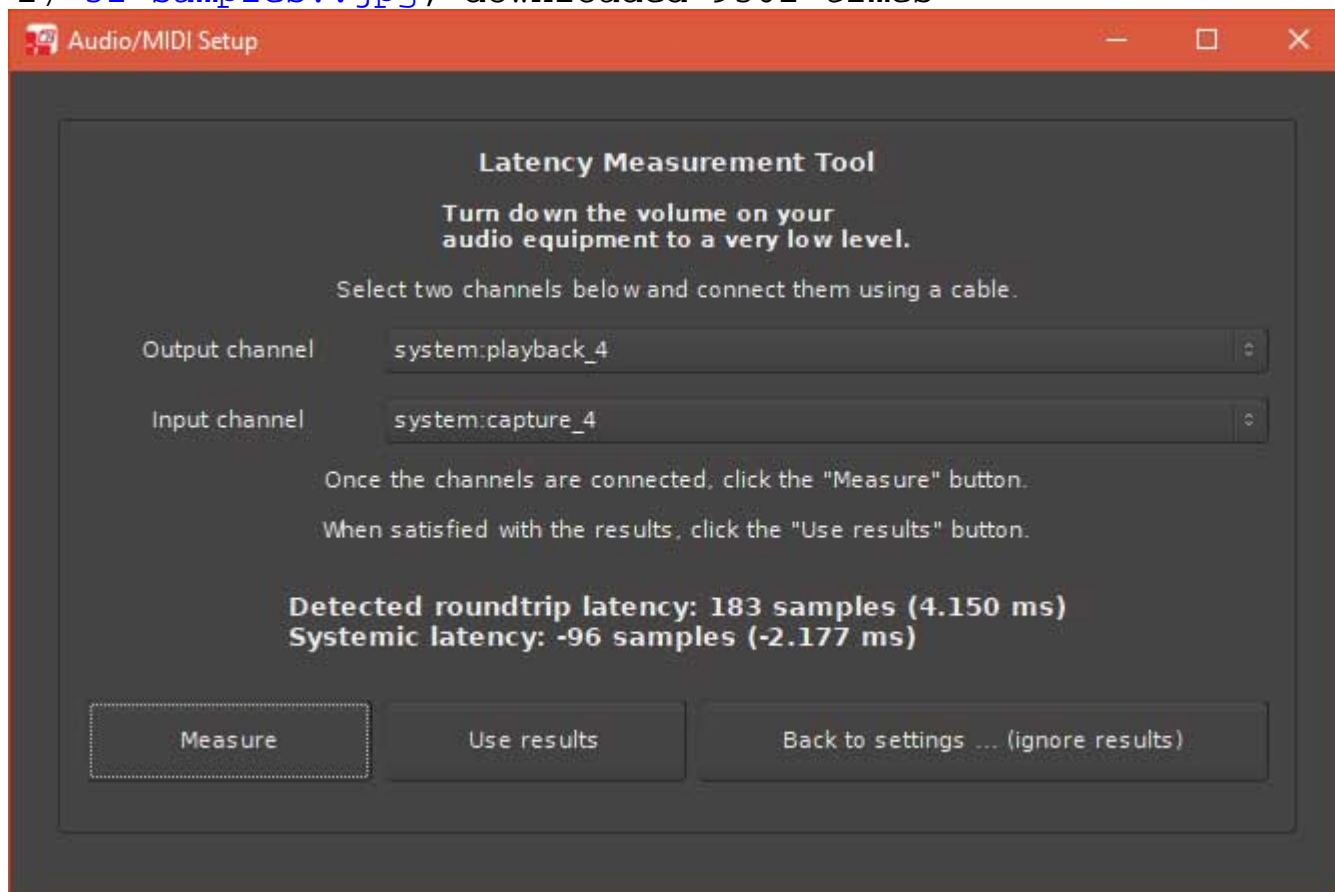 Audio/MIDI Setup
Latency Measurement Tool
Turn down the volume on your
audio equipment to a very low level.
Select two channels below and connect them using a cable.
Output channel system:playback_4
Input channel system:capture_4
Once the channels are connected, click the "Measure" button.
When satisfied with the results, click the "Use results" button.
Detected roundtrip latency: 183 samples (4.150 ms)
Systemic latency: -96 samples (-2.177 ms)
Measure Use results Back to settings ... (ignore results)